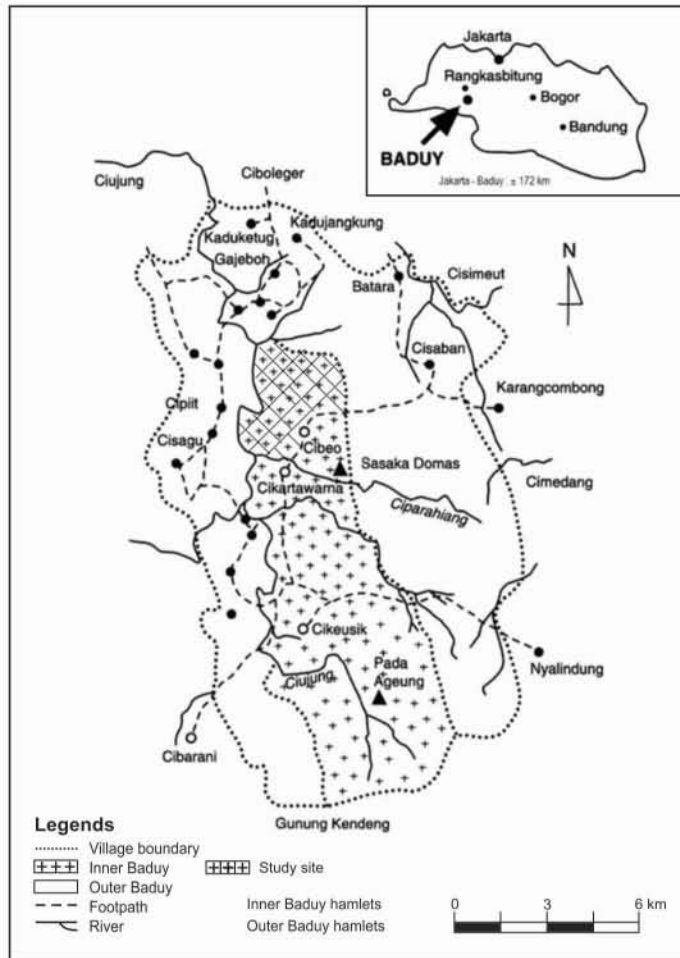 Jakarta
Rangkasbitung
Bogor
Bandung
BADUY
Jakarta - Baduy : ± 172 km
Ciboleger
Ciujung
Kadujangkung
Kaduketug
Gajeboh
N
Cisimeut
Batara
Cisaban
Karangcombong
Cipiit
Cisagu
Cibeo
Sasaka Domas
Cikartawarna
Cimedang
Ciparahiang
Cikeusik
Pada
Ageung
Nyalindung
Ciujung
Cibarani
Gunung Kendeng
Legends
Village boundary
Inner Baduy
Study site
Outer Baduy
Footpath
River
Inner Baduy hamlets
Outer Baduy hamlets
0 3 6 km